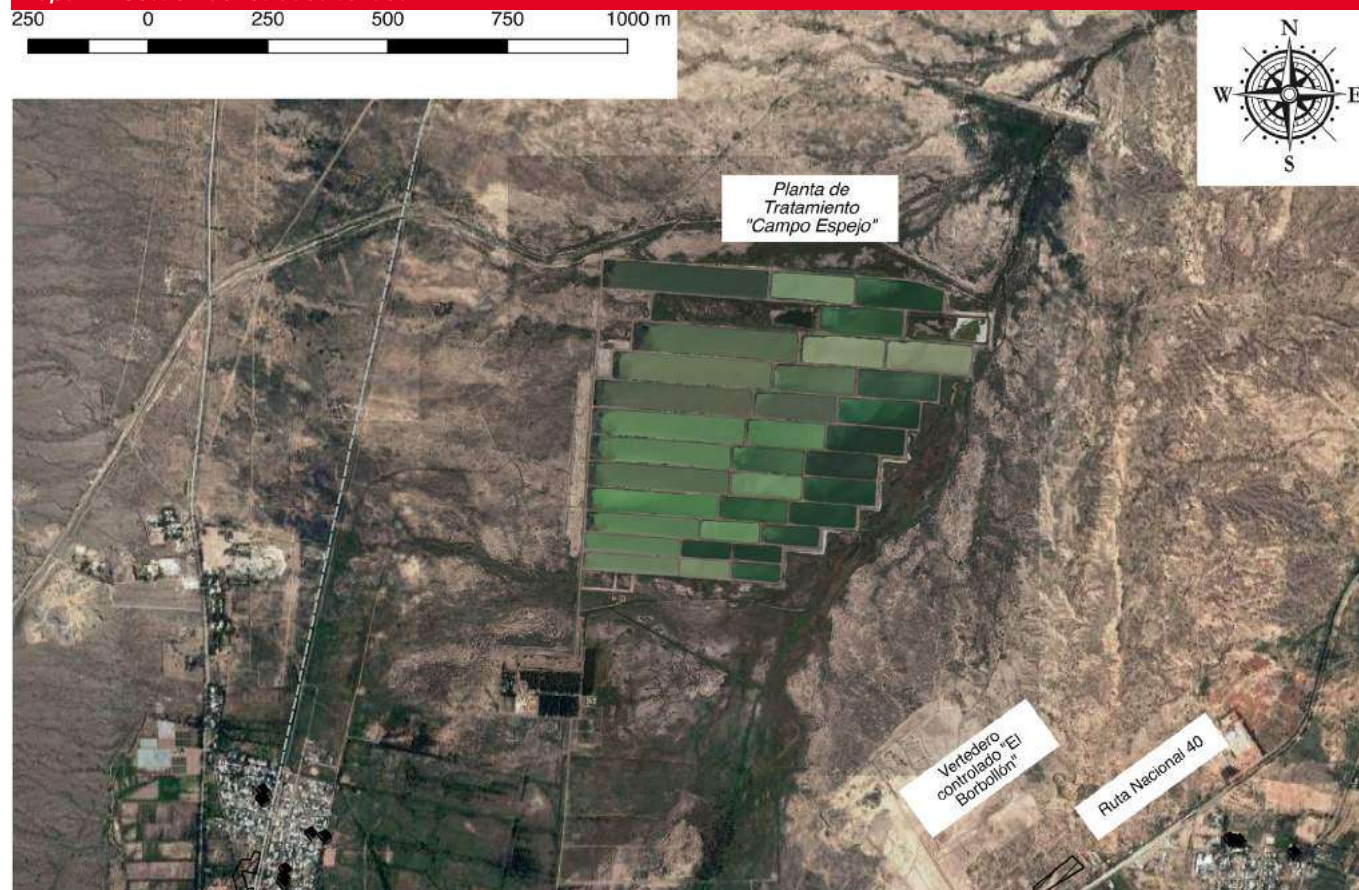 250 0 250 500 750 1000 m
N
W E
S
Planta de
Tratamiento
"Campo Espejo"
Vertedero
controlado "El
Borbollón"
Ruta Nacional 40